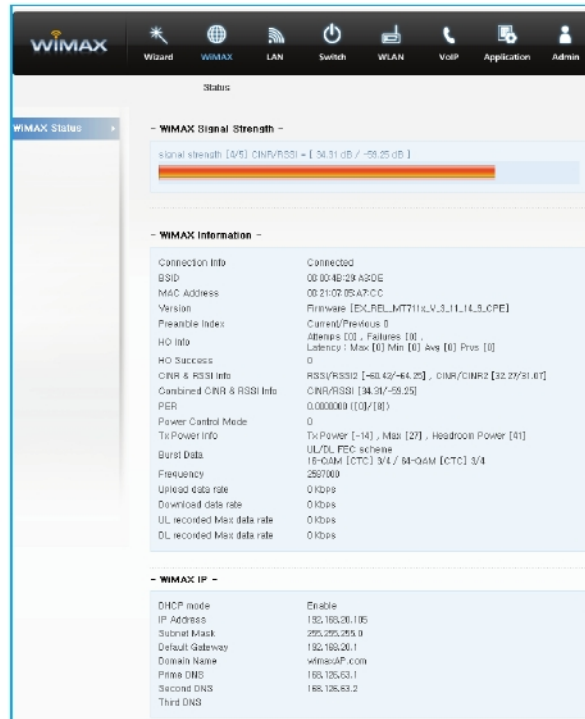 WiMAX
Wizard WiMAX LAN Switch WLAN VoIP Application Admin
Status
WiMAX Status
- WiMAX Signal Strength -
signal strength [4/5] CINR/RSSI = [ 34.31 dB / -59.25 dB ]
- WiMAX Information -
Connection Info Connected
BSID 00:00:4B:29:A3:DE
MAC Address 00:21:07:05:A7:CC
Version Firmware [EX_REL_MT711x_V_3_11_14_9_CPE]
Preamble Index Current/Previous 0
HO Info Attemps [0] , Failures [0] ,
Latency : Max [0] Min [0] Avg [0] Prvs [0]
HO Success 0
CINR & RSSI Info RSSI/RSSI2 [-60.42/-64.25] , CINR/CINR2 [32.27/31.07]
Combined CINR & RSSI Info CINR/RSSI [34.31/-59.25]
PER 0.0000000 ([0]/[8])
Power Control Mode 0
Tx Power Info Tx Power [-14] , Max [27] , Headroom Power [41]
Burst Data UL/DL FEC scheme
16-QAM [CTC] 3/4 / 64-QAM [CTC] 3/4
Frequency 2597000
Upload data rate 0 Kbps
Download data rate 0 Kbps
UL recorded Max data rate 0 Kbps
DL recorded Max data rate 0 Kbps
- WiMAX IP -
DHCP mode Enable
IP Address 192.168.20.105
Subnet Mask 255.255.255.0
Default Gateway 192.168.20.1
Domain Name wimaxAP.com
Prime DNS 168.126.63.1
Second DNS 168.126.63.2
Third DNS